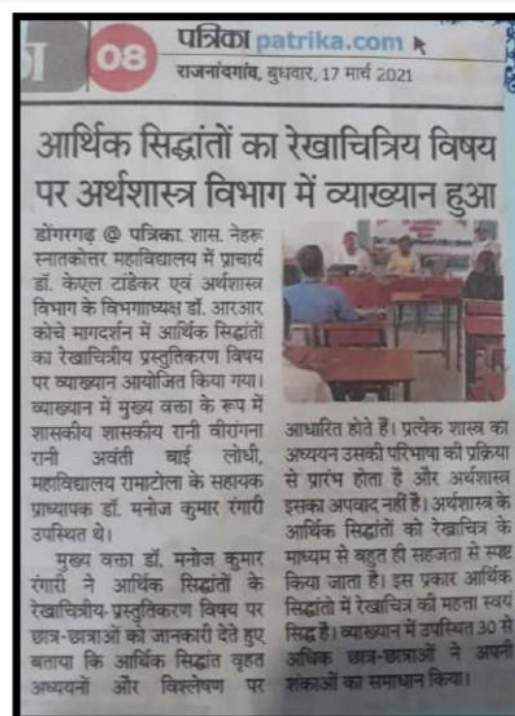 08
पत्रिका patrika.com
राजनांदगांव, बुधवार, 17 मार्च 2021
आर्थिक सिद्धांतों का रेखाचित्रिय विषय
पर अर्थशास्त्र विभाग में व्याख्यान हुआ
डोंगरगढ़ @ पत्रिका. शास. नेहरू
स्नातकोत्तर महाविद्यालय में प्राचार्य
डॉ. केएल टांडेकर एवं अर्थशास्त्र
विभाग के विभगााध्यक्ष डॉ. आरआर
कोचे मागदर्शन में आर्थिक सिद्धांतों
का रेखाचित्रीय प्रस्तुतिकरण विषय
पर व्याख्यान आयोजित किया गया।
व्याख्यान में मुख्य वक्ता के रूप में
शासकीय शासकीय रानी वीरांगना
रानी अवंती बाई लोधी,
महाविद्यालय रामाटोला के सहायक
प्राध्यापक डॉ. मनोज कुमार रंगारी
उपस्थित थे।
मुख्य वक्ता डॉ. मनोज कुमार
रंगारी ने आर्थिक सिद्धांतों के
रेखाचित्रीय-प्रस्तुतिकरण विषय पर
छात्र-छात्राओं को जानकारी देते हुए
बताया कि आर्थिक सिद्धांत वृहत
अध्ययनों और विश्लेषण पर
आधारित होते हैं। प्रत्येक शास्त्र का
अध्ययन उसकी परिभाषा की प्रक्रिया
से प्रारंभ होता है और अर्थशास्त्र
इसका अपवाद नहीं है। अर्थशास्त्र के
आर्थिक सिद्धांतों को रेखाचित्र के
माध्यम से बहुत ही सहजता से स्पष्ट
किया जाता है। इस प्रकार आर्थिक
सिद्धांतो में रेखाचित्र की महत्ता स्वयं
सिद्ध है। व्याख्यान में उपस्थित 30 से
अधिक छात्र-छात्राओं ने अपनी
शंकाओं का समाधान किया।